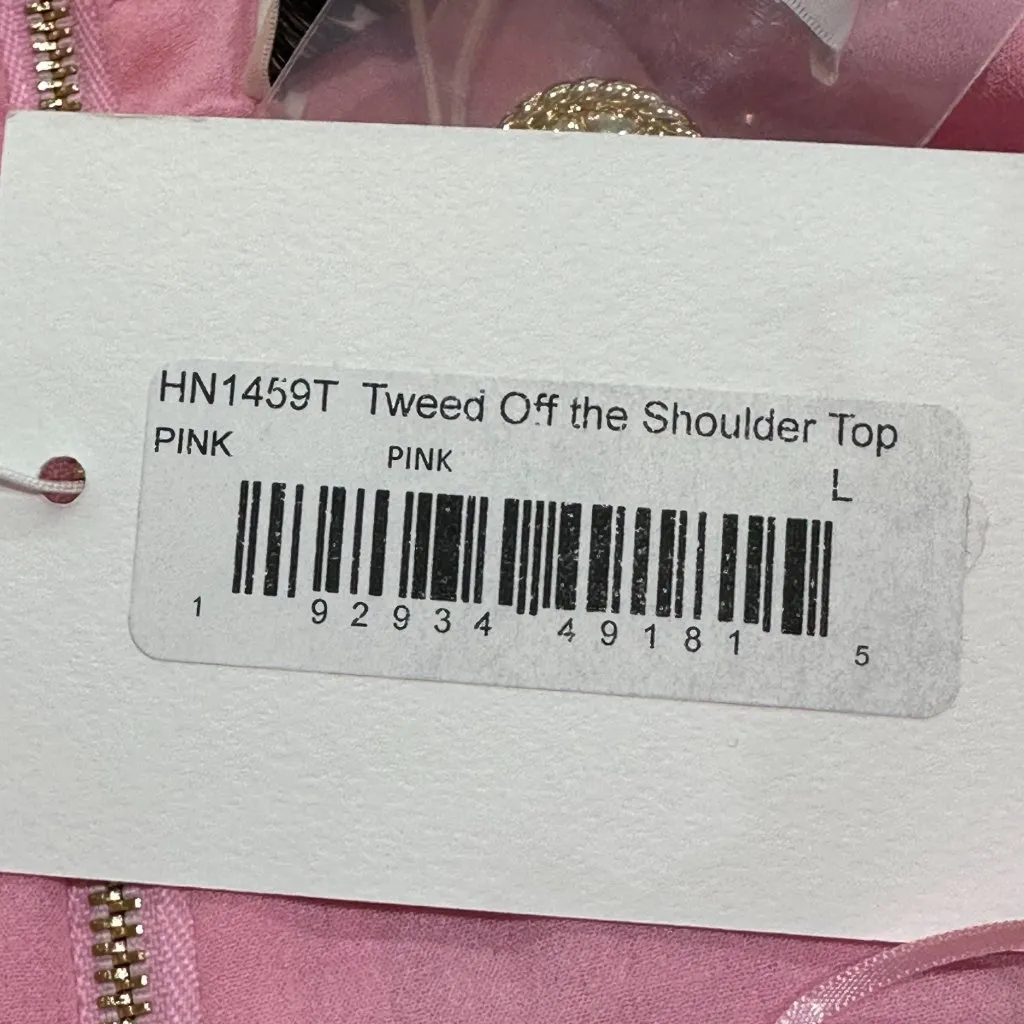 HN1459T Tweed Off the Shoulder Top
PINK PINK
L
1 92934 49181 5